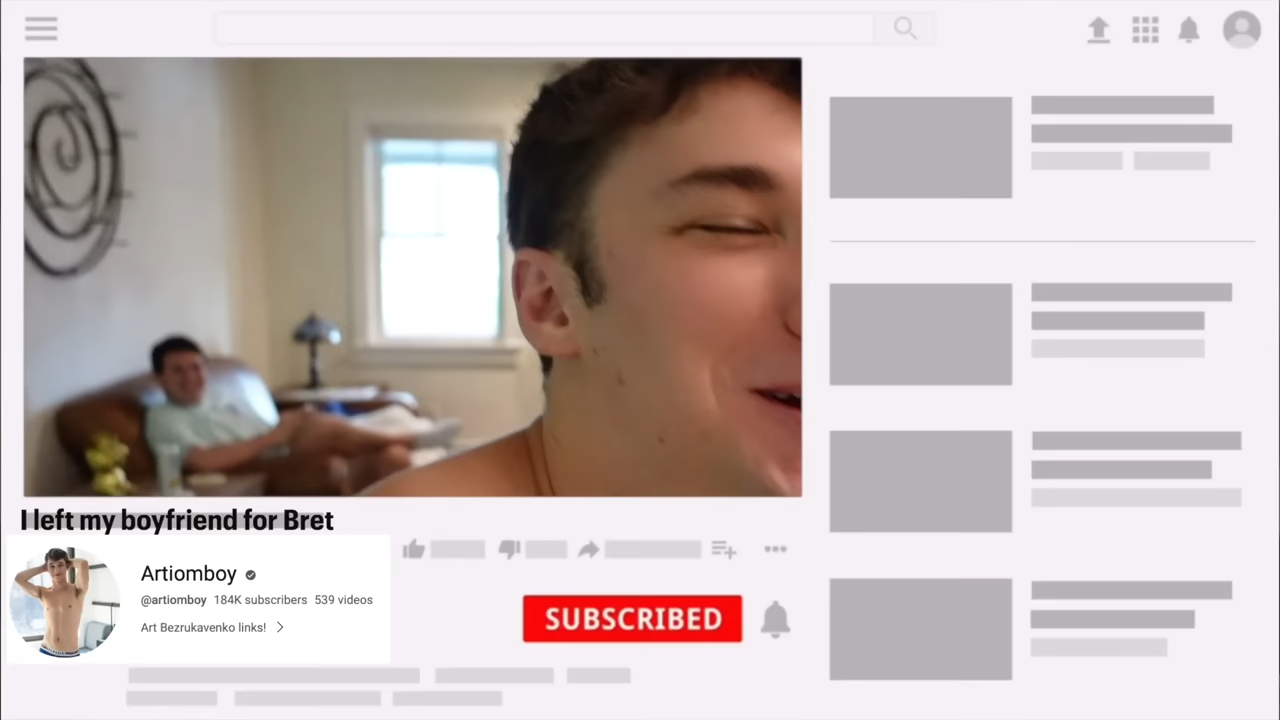 I left my boyfriend for Bret
Artiomboy
@artiomboy 184K subscribers 539 videos
Art Bezrukavenko links!
SUBSCRIBED